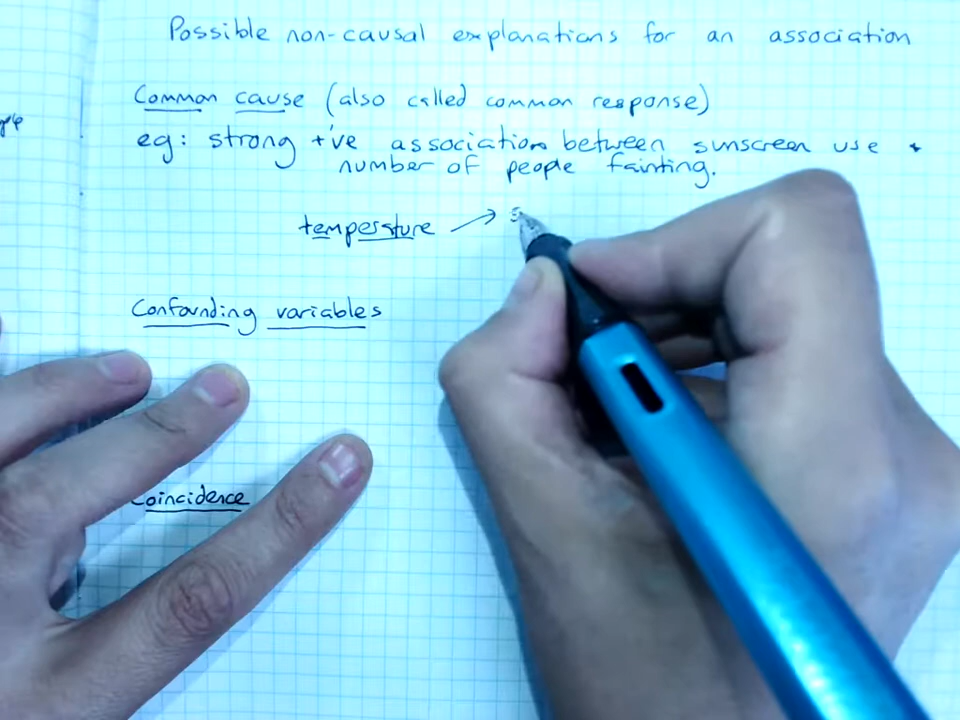 Possible non-causal explanations for an association
Common cause (also called common response)
eg: strong +'ve association between sunscreen use +
number of people fainting.
temperature → s
Confounding variables
Coincidence